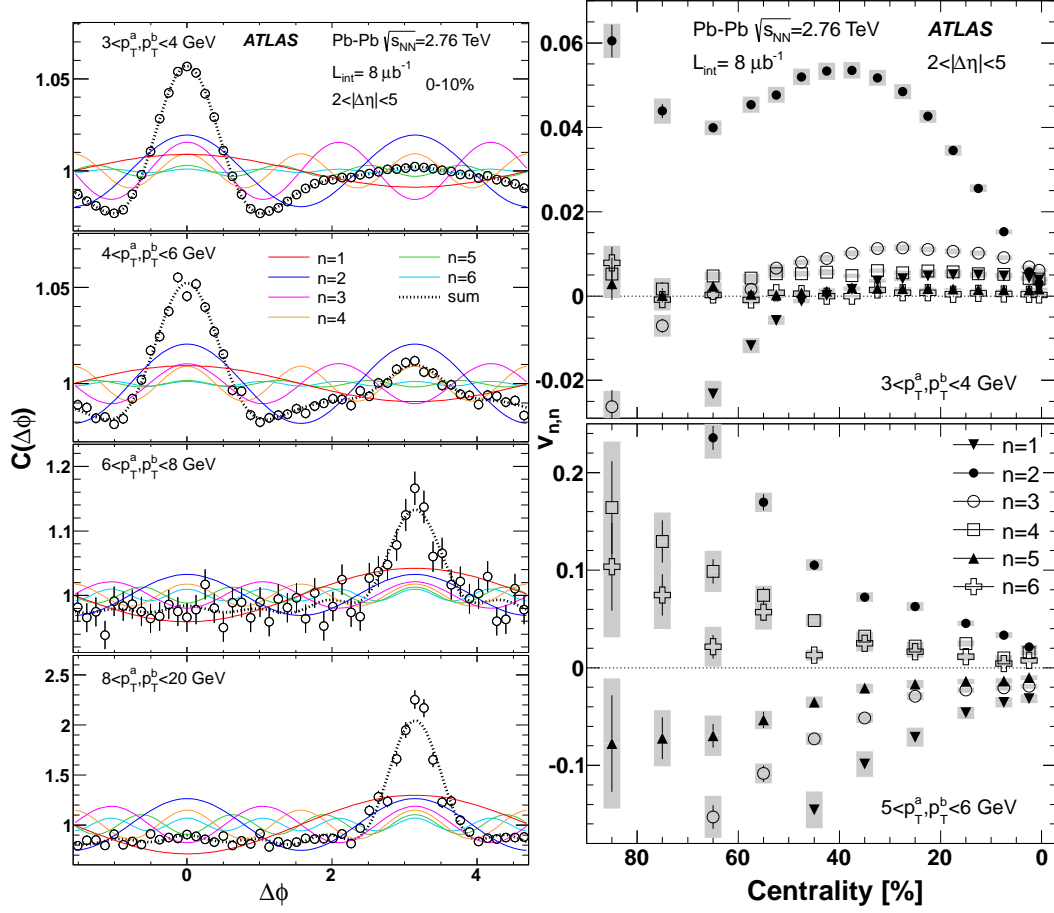 3<p_T^a,p_T^b<4 GeV
ATLAS
Pb-Pb √s_NN=2.76 TeV
L_int= 8 μb^-1
0-10%
2<|Δη|<5
1.05
1
4<p_T^a,p_T^b<6 GeV
n=1
n=2
n=3
n=4
n=5
n=6
sum
1.05
1
6<p_T^a,p_T^b<8 GeV
1.2
1.1
1
8<p_T^a,p_T^b<20 GeV
2.5
2
1.5
1
0
2
4
Δφ
C(Δφ)
Pb-Pb √s_NN=2.76 TeV
ATLAS
L_int= 8 μb^-1
2<|Δη|<5
0.06
0.04
0.02
0
-0.02
3<p_T^a,p_T^b<4 GeV
v_n,n
0.2
0.1
0
-0.1
n=1
n=2
n=3
n=4
n=5
n=6
5<p_T^a,p_T^b<6 GeV
80
60
40
20
0
Centrality [%]